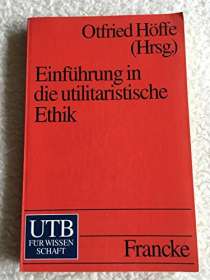 Otfried Höffe
(Hrsg.)
Einführung in
die utilitaristische
Ethik
UTB
FÜR WISSEN
SCHAFT
Francke